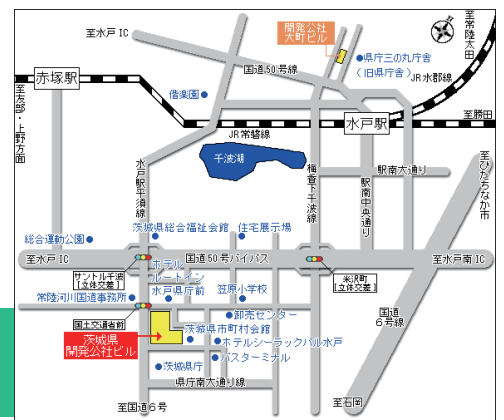 至水戸IC
開発公社
大町ビル
至常陸太田
国道50号線
県庁三の丸庁舎
(旧県庁舎)
JR水郡線
赤塚駅
偕楽園
至友部・上野方面
JR常磐線
水戸駅
至勝田
千波湖
水戸駅平須線
梅香下千波線
駅南大通り
駅南中央通り
至ひたちなか市
茨城県総合福祉会館
住宅展示場
総合運動公園
至水戸IC
国道50号バイパス
至水戸南IC
サントル千波
[立体交差]
ホテル
ルートイン
水戸県庁前
米沢町
[立体交差]
常陸河川国道事務所
笠原小学校
国道
6号線
国土交通省前
卸売センター
茨城県
開発公社ビル
茨城県市町村会館
ホテルシーラックパル水戸
バスターミナル
茨城県庁
県庁南大通り線
至国道6号
至石岡